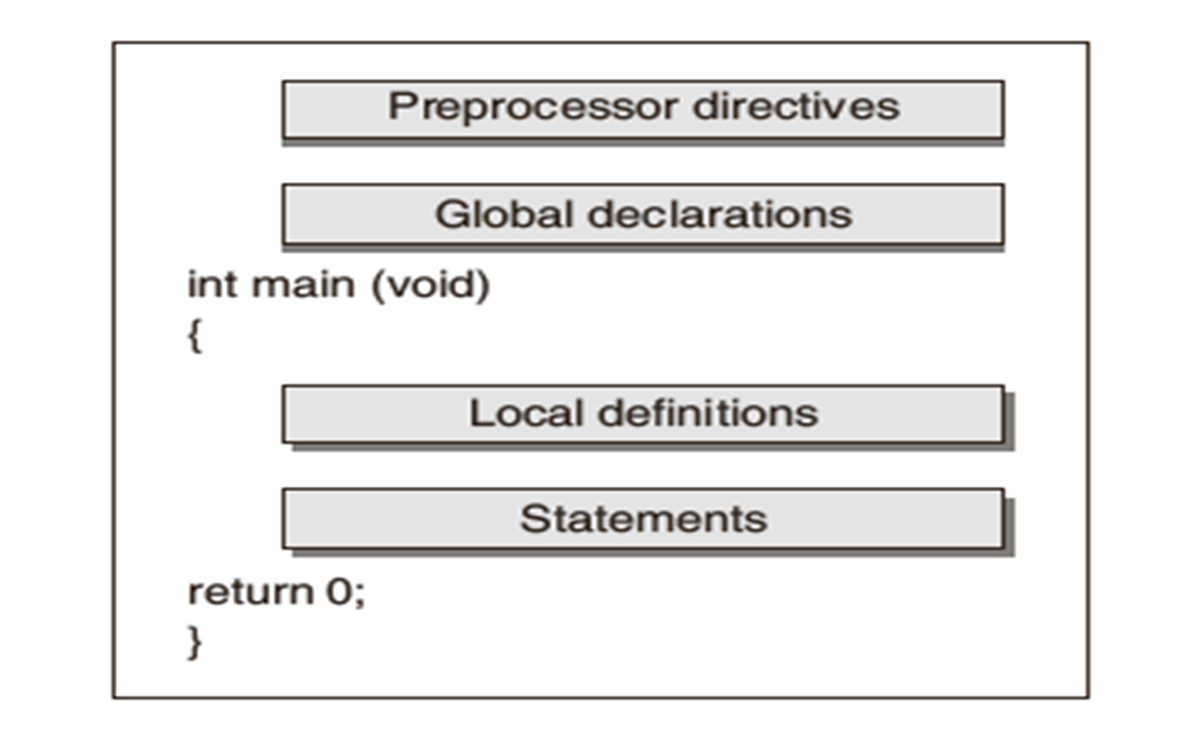 Preprocessor directives
Global declarations
int main (void)
{
Local definitions
Statements
return 0;
}